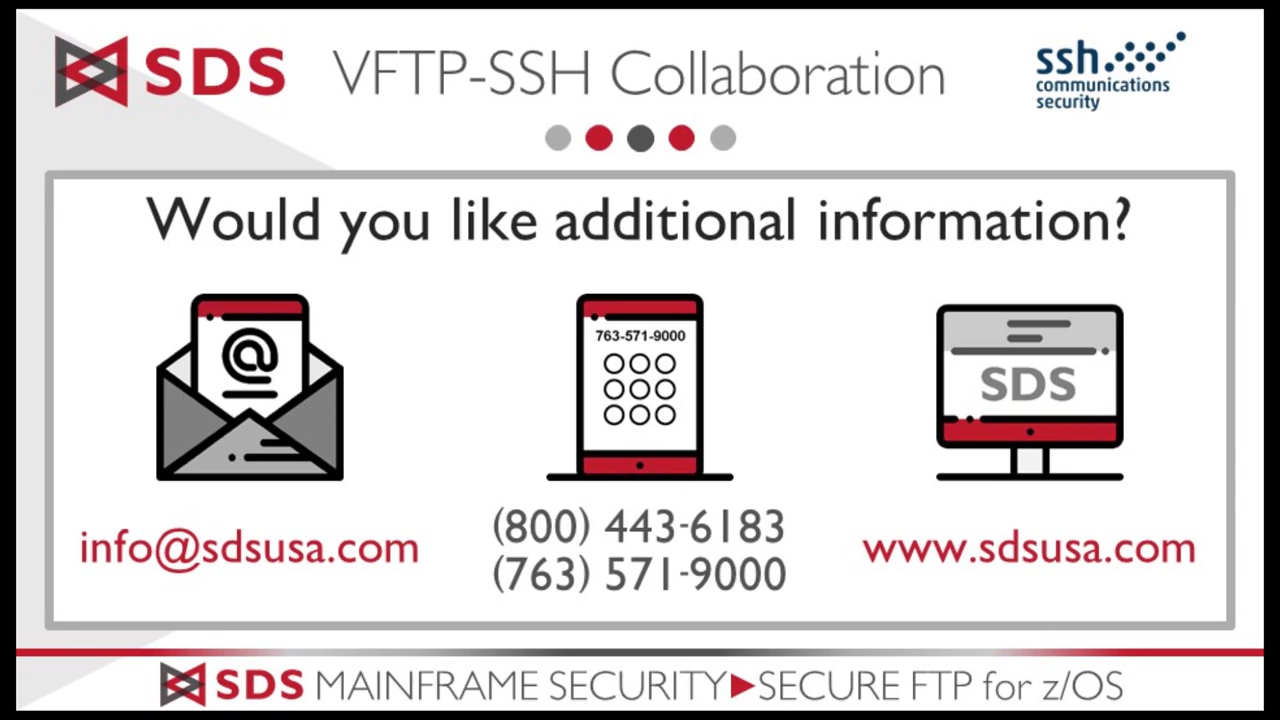 SDS VFTP-SSH Collaboration
ssh
communications
security
Would you like additional information?
@
763-571-9000
SDS
info@sdsusa.com
(800) 443-6183
(763) 571-9000
www.sdsusa.com
SDS MAINFRAME SECURITY▶SECURE FTP for z/OS